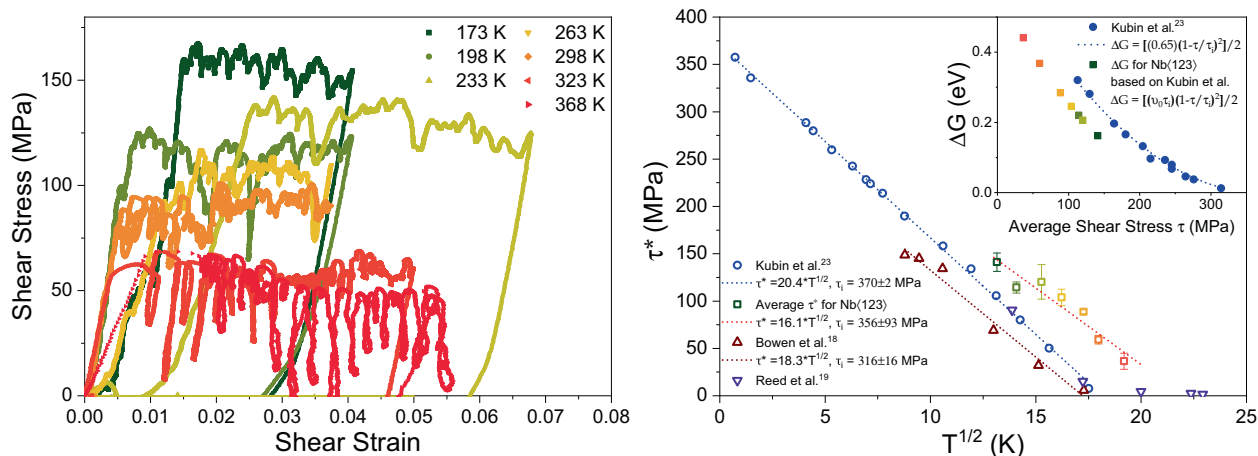 Shear Stress (MPa)
150
100
50
0
173 K
198 K
233 K
263 K
298 K
323 K
368 K
0.00 0.01 0.02 0.03 0.04 0.05 0.06 0.07 0.08
Shear Strain
τ* (MPa)
400
350
300
250
200
150
100
50
0
Kubin et al.23
τ* =20.4*T1/2, τi = 370±2 MPa
Average τ* for Nb⟨123⟩
τ* =16.1*T1/2, τi = 356±93 MPa
Bowen et al.18
τ* =18.3*T1/2, τi = 316±16 MPa
Reed et al.19
0 5 10 15 20 25
T1/2 (K)
ΔG (eV)
0.4
0.2
0.0
Kubin et al.23
ΔG = [(0.65)(1-τ/τi)2]/2
ΔG for Nb⟨123⟩
based on Kubin et al.
ΔG = [(υ0τi)(1-τ/τi)2]/2
0 100 200 300
Average Shear Stress τ (MPa)